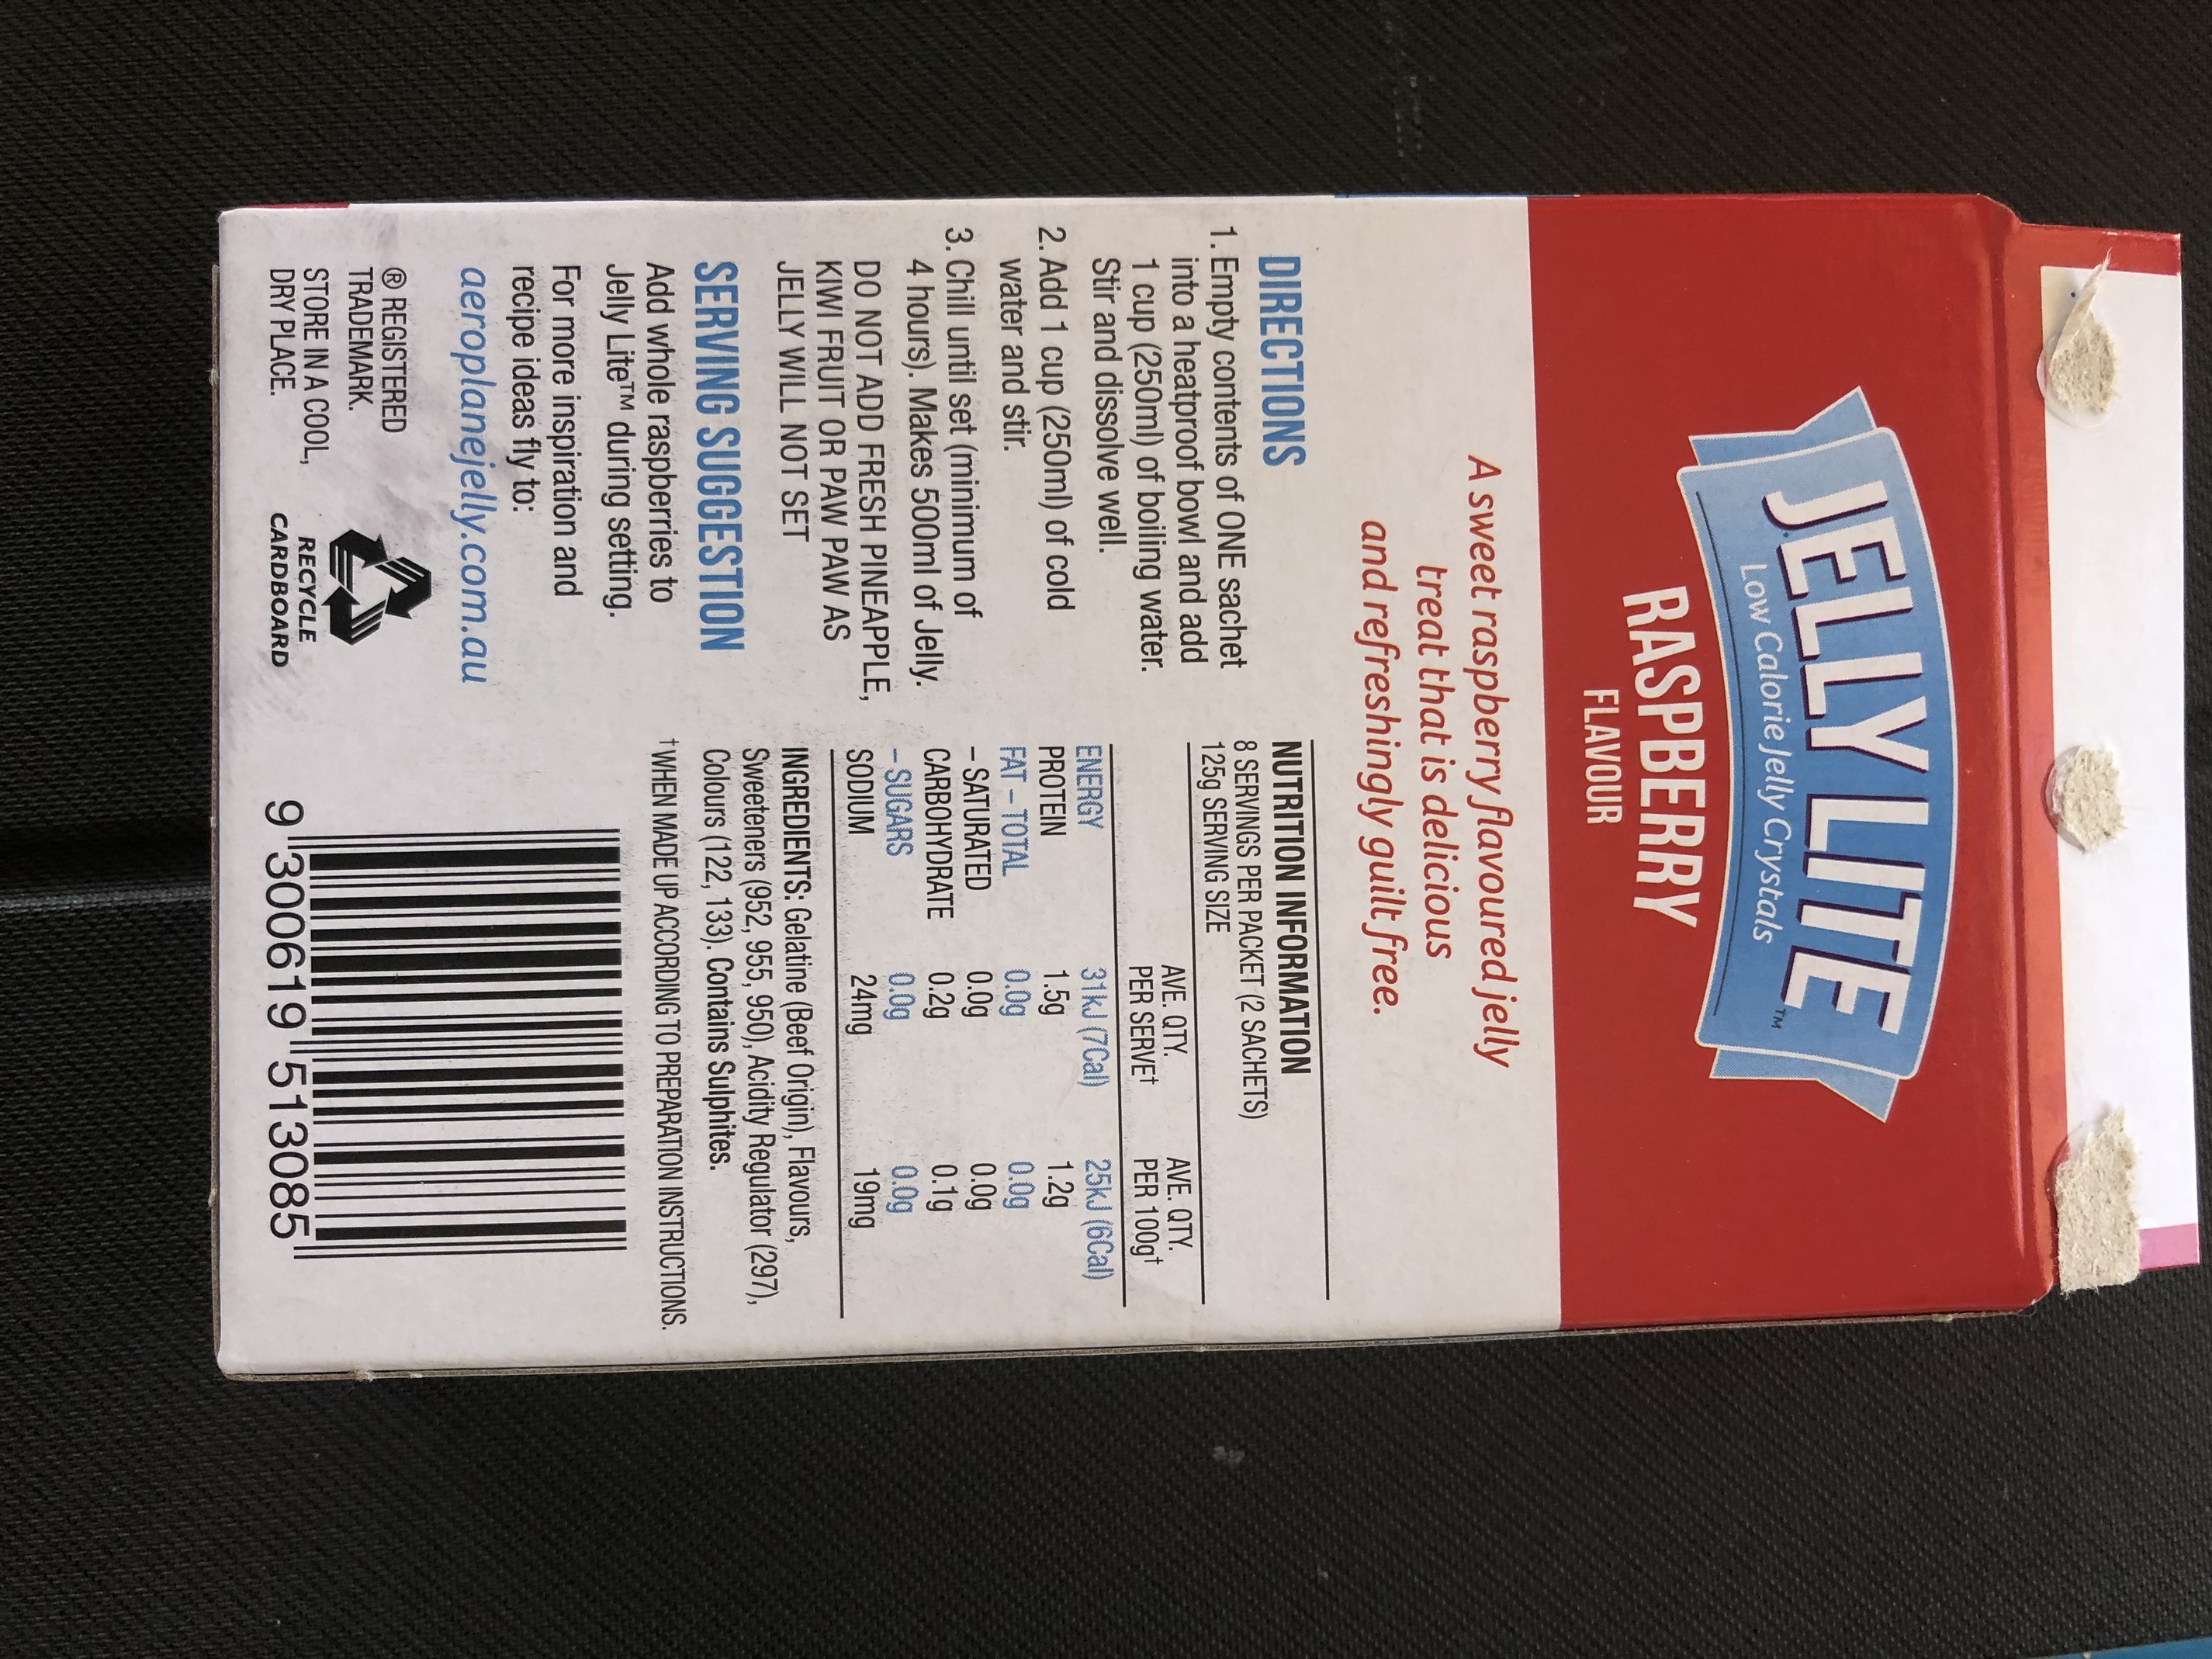 JELLY LITE™
Low Calorie Jelly Crystals
RASPBERRY
FLAVOUR
A sweet raspberry flavoured jelly
treat that is delicious
and refreshingly guilt free.
DIRECTIONS
1. Empty contents of ONE sachet
into a heatproof bowl and add
1 cup (250ml) of boiling water.
Stir and dissolve well.
2. Add 1 cup (250ml) of cold
water and stir.
3. Chill until set (minimum of
4 hours). Makes 500ml of Jelly.
DO NOT ADD FRESH PINEAPPLE,
KIWI FRUIT OR PAW PAW AS
JELLY WILL NOT SET
SERVING SUGGESTION
Add whole raspberries to
Jelly Lite™ during setting.
For more inspiration and
recipe ideas fly to:
aeroplanejelly.com.au
® REGISTERED
TRADEMARK.
STORE IN A COOL,
DRY PLACE.
RECYCLE
CARDBOARD
NUTRITION INFORMATION
8 SERVINGS PER PACKET (2 SACHETS)
125g SERVING SIZE
AVE. QTY. AVE. QTY.
PER SERVE† PER 100g†
ENERGY 31kJ (7Cal) 25kJ (6Cal)
PROTEIN 1.5g 1.2g
FAT – TOTAL 0.0g 0.0g
– SATURATED 0.0g 0.0g
CARBOHYDRATE 0.2g 0.1g
– SUGARS 0.0g 0.0g
SODIUM 24mg 19mg
INGREDIENTS: Gelatine (Beef Origin), Flavours,
Sweeteners (952, 955, 950), Acidity Regulator (297),
Colours (122, 133). Contains Sulphites.
†WHEN MADE UP ACCORDING TO PREPARATION INSTRUCTIONS.
9 300619 513085